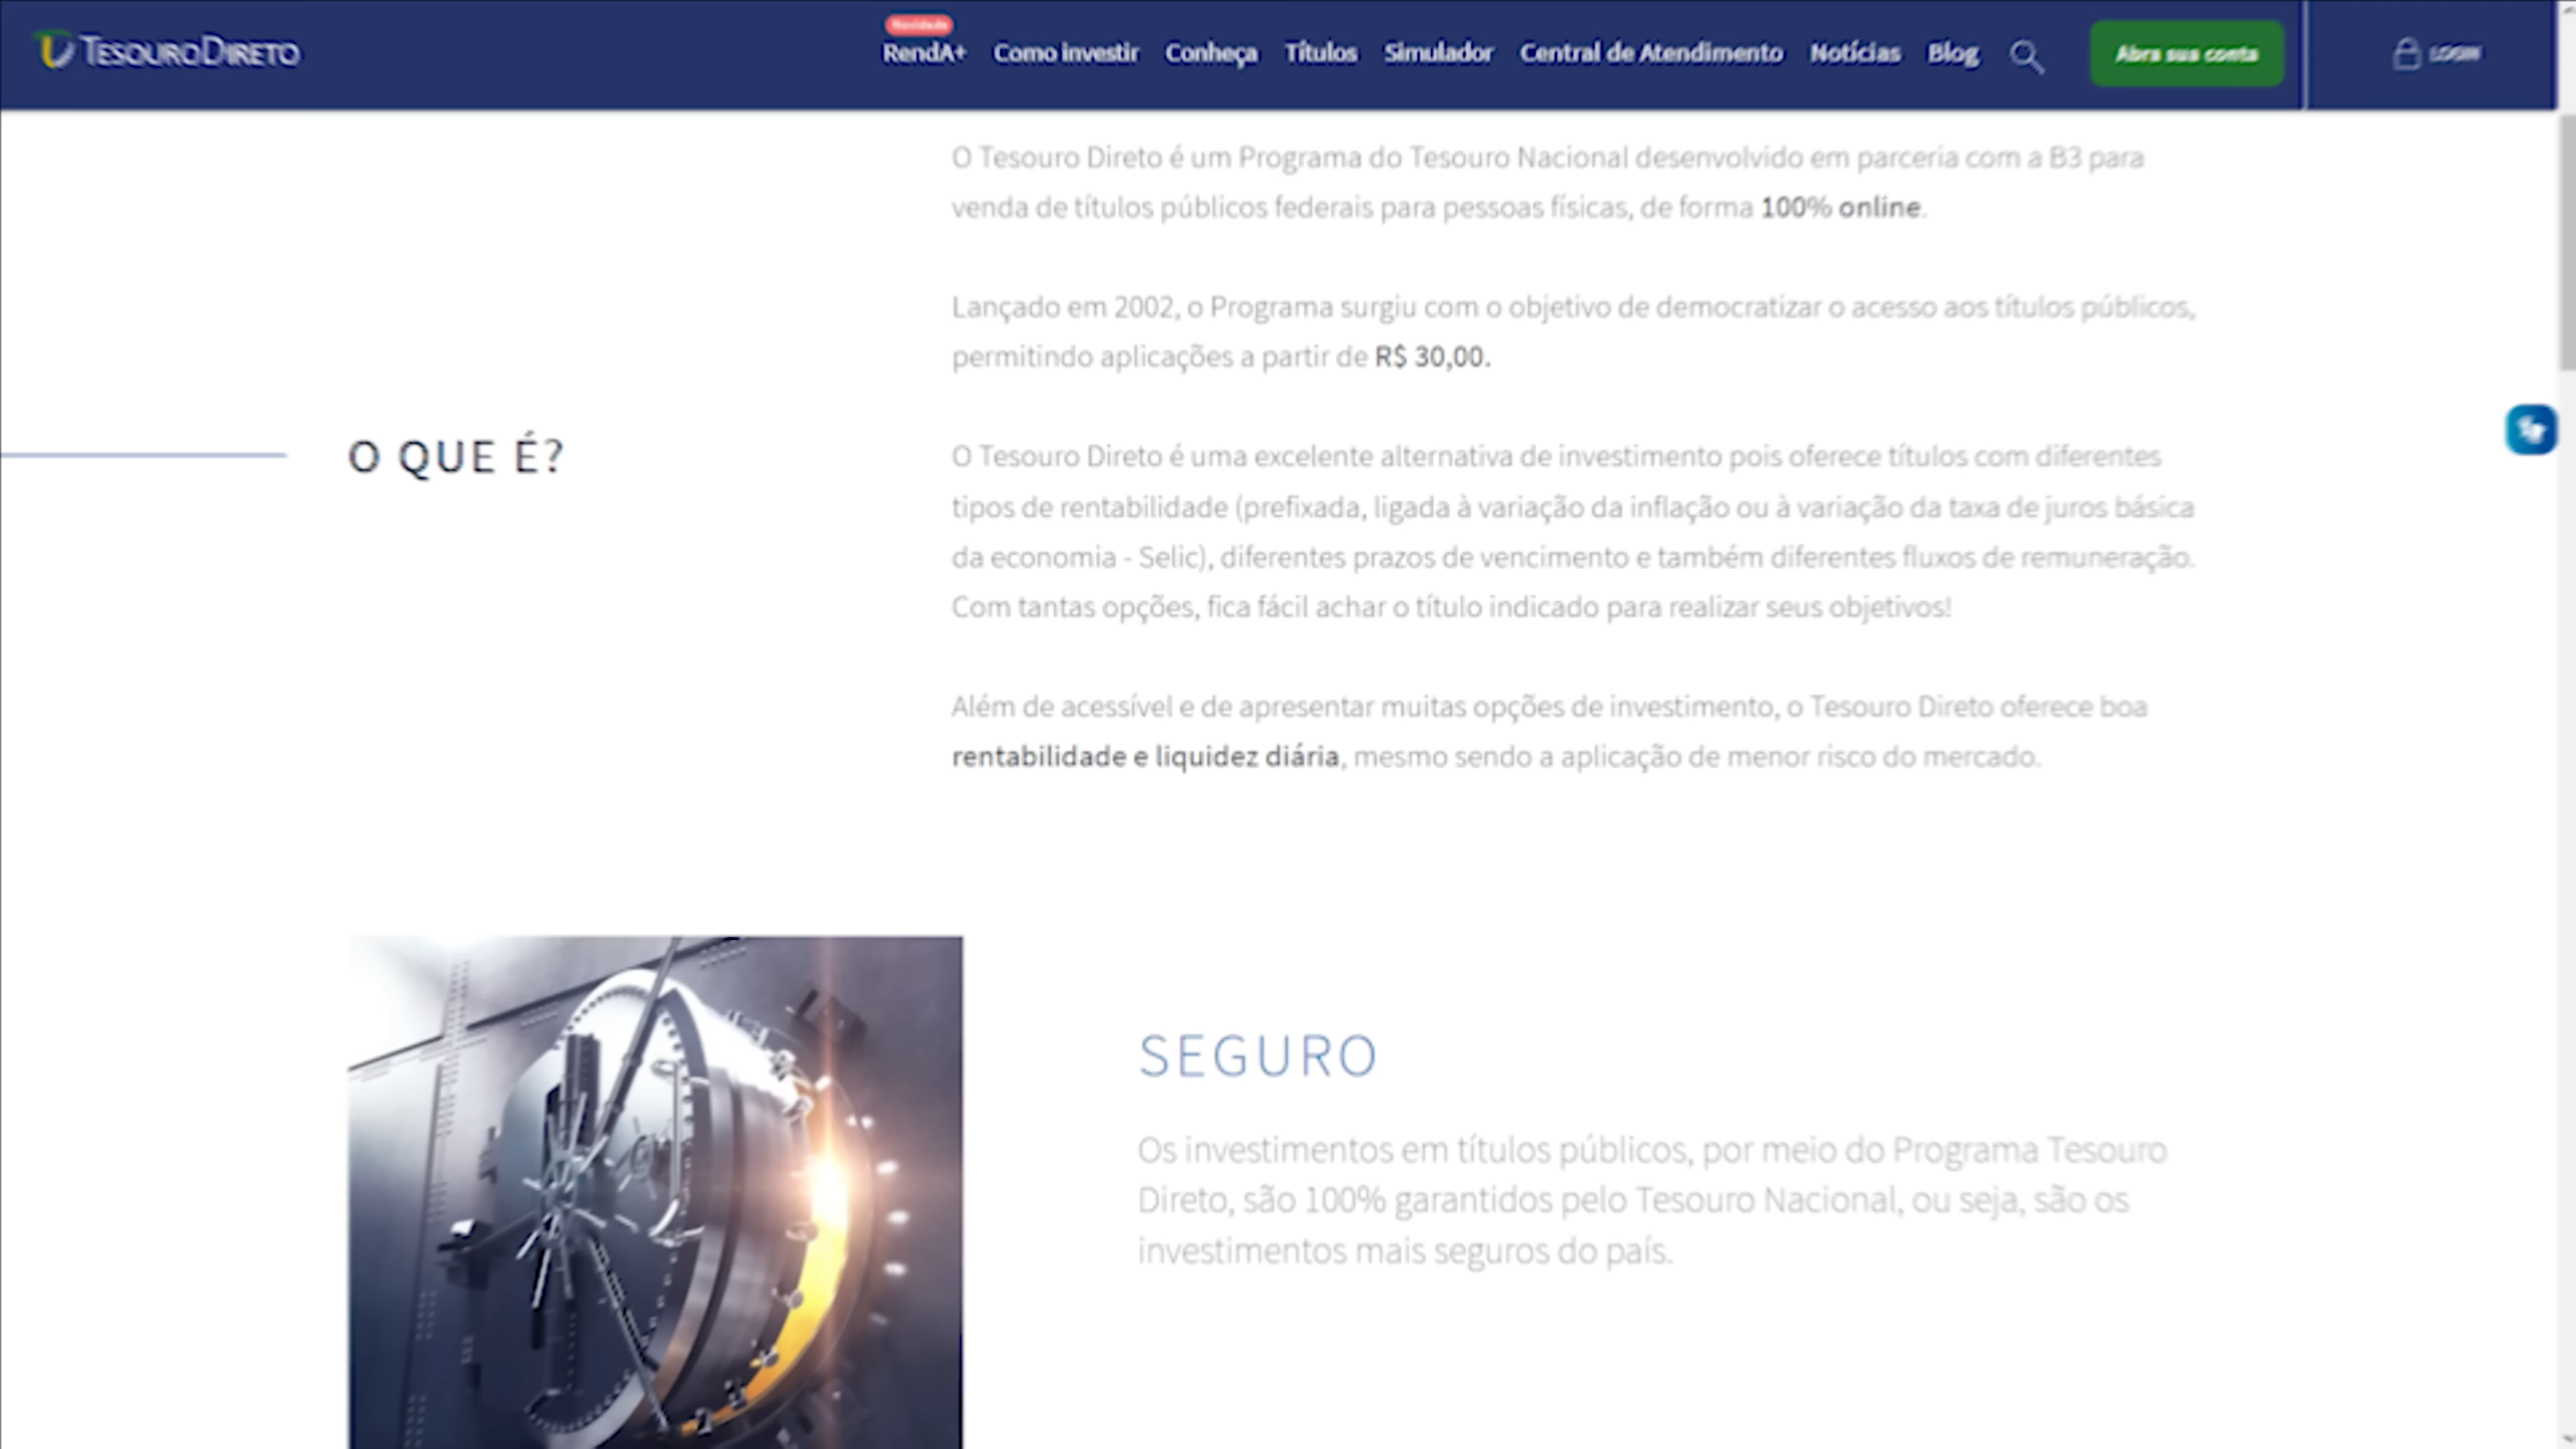 TESOURODIRETO
Novidade
RendA+ Como investir Conheça Títulos Simulador Central de Atendimento Notícias Blog Abra sua conta LOGIN
O Tesouro Direto é um Programa do Tesouro Nacional desenvolvido em parceria com a B3 para
venda de títulos públicos federais para pessoas físicas, de forma 100% online.
Lançado em 2002, o Programa surgiu com o objetivo de democratizar o acesso aos títulos públicos,
permitindo aplicações a partir de R$ 30,00.
O QUE É?
O Tesouro Direto é uma excelente alternativa de investimento pois oferece títulos com diferentes
tipos de rentabilidade (prefixada, ligada à variação da inflação ou à variação da taxa de juros básica
da economia - Selic), diferentes prazos de vencimento e também diferentes fluxos de remuneração.
Com tantas opções, fica fácil achar o título indicado para realizar seus objetivos!
Além de acessível e de apresentar muitas opções de investimento, o Tesouro Direto oferece boa
rentabilidade e liquidez diária, mesmo sendo a aplicação de menor risco do mercado.
SEGURO
Os investimentos em títulos públicos, por meio do Programa Tesouro
Direto, são 100% garantidos pelo Tesouro Nacional, ou seja, são os
investimentos mais seguros do país.